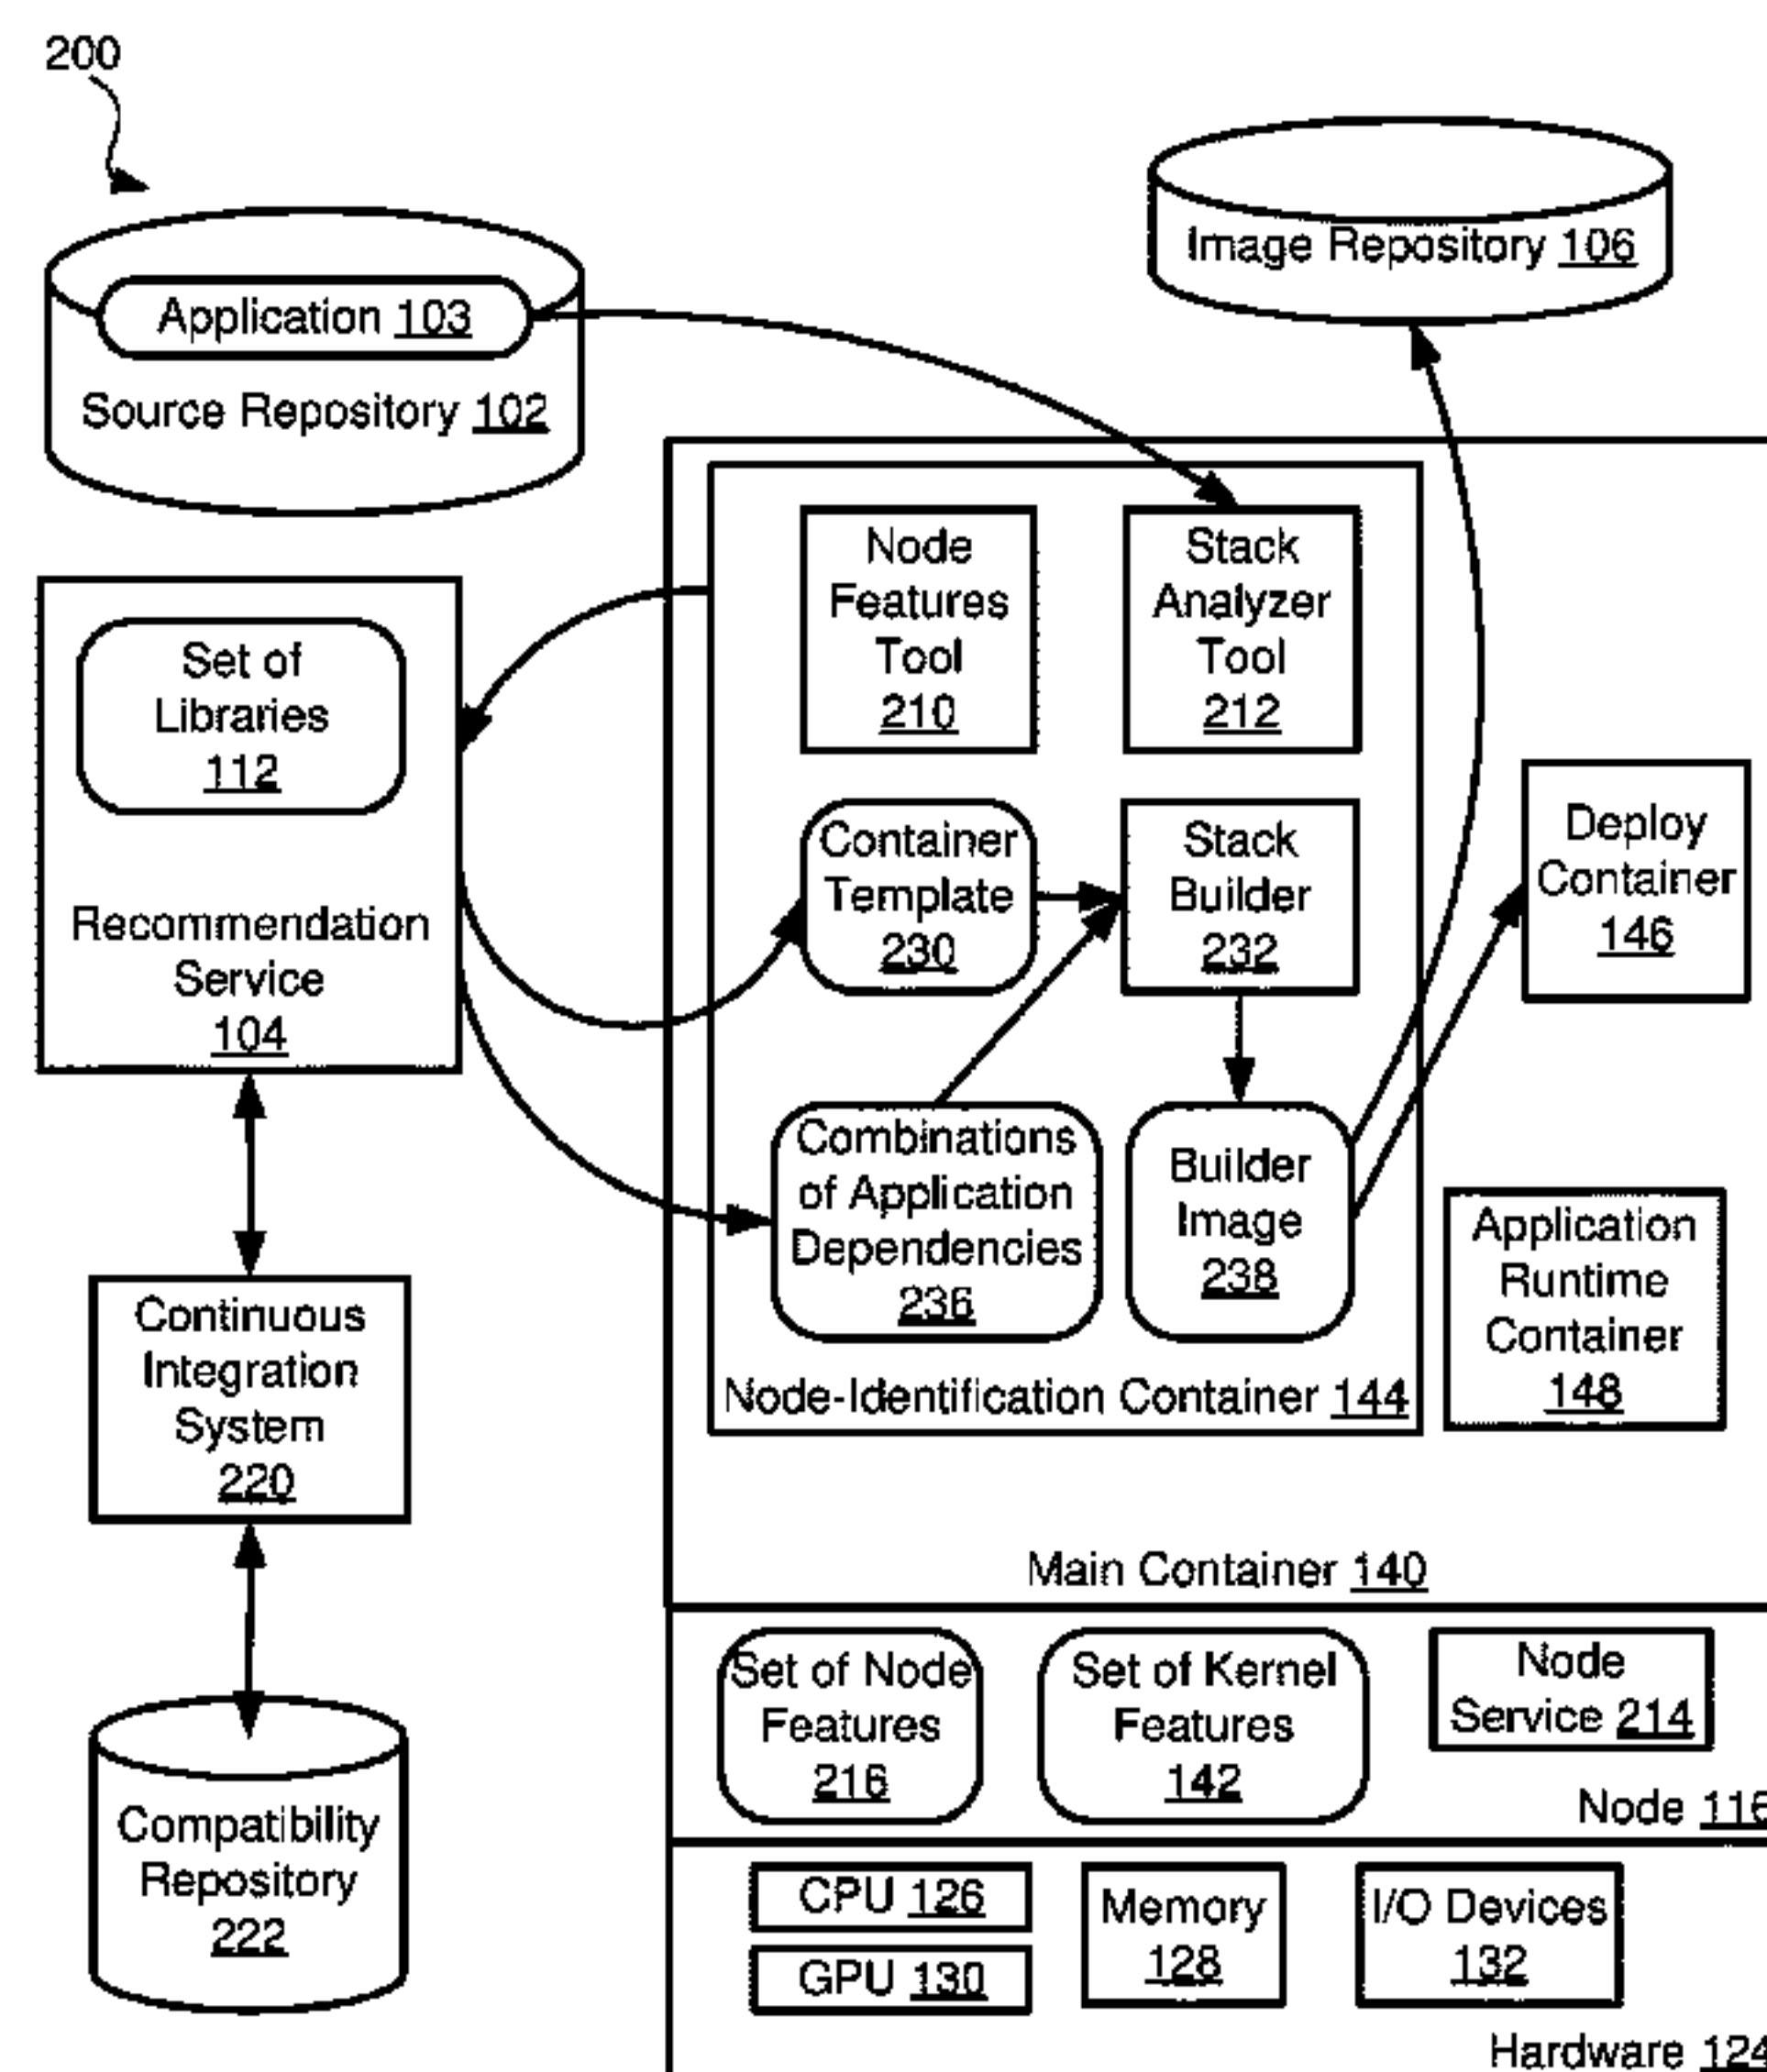 200
Application 103
Source Repository 102
Image Repository 106
Set of
Libraries
112
Recommendation
Service
104
Continuous
Integration
System
220
Compatibility
Repository
222
Node
Features
Tool
210
Stack
Analyzer
Tool
212
Container
Template
230
Stack
Builder
232
Combinations
of Application
Dependencies
236
Builder
Image
238
Node-Identification Container 144
Deploy
Container
146
Application
Runtime
Container
148
Main Container 140
Set of Node
Features
216
Set of Kernel
Features
142
Node
Service 214
Node 116
CPU 126
GPU 130
Memory
128
I/O Devices
132
Hardware 124